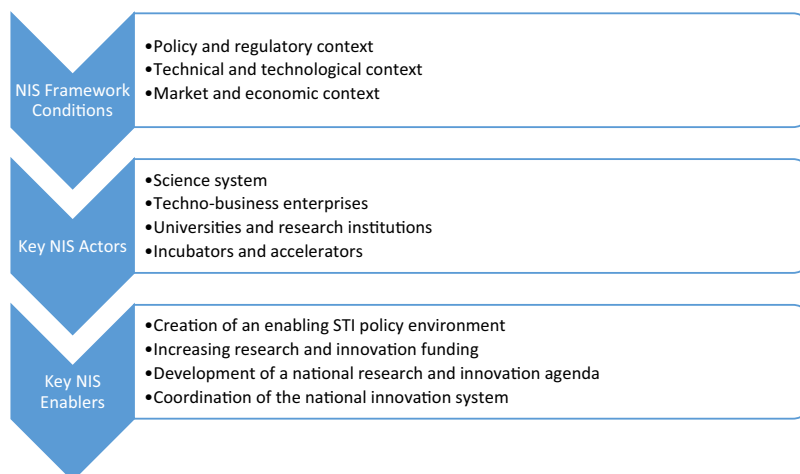 NIS Framework
Conditions
•Policy and regulatory context
•Technical and technological context
•Market and economic context
Key NIS Actors
•Science system
•Techno-business enterprises
•Universities and research institutions
•Incubators and accelerators
Key NIS
Enablers
•Creation of an enabling STI policy environment
•Increasing research and innovation funding
•Development of a national research and innovation agenda
•Coordination of the national innovation system